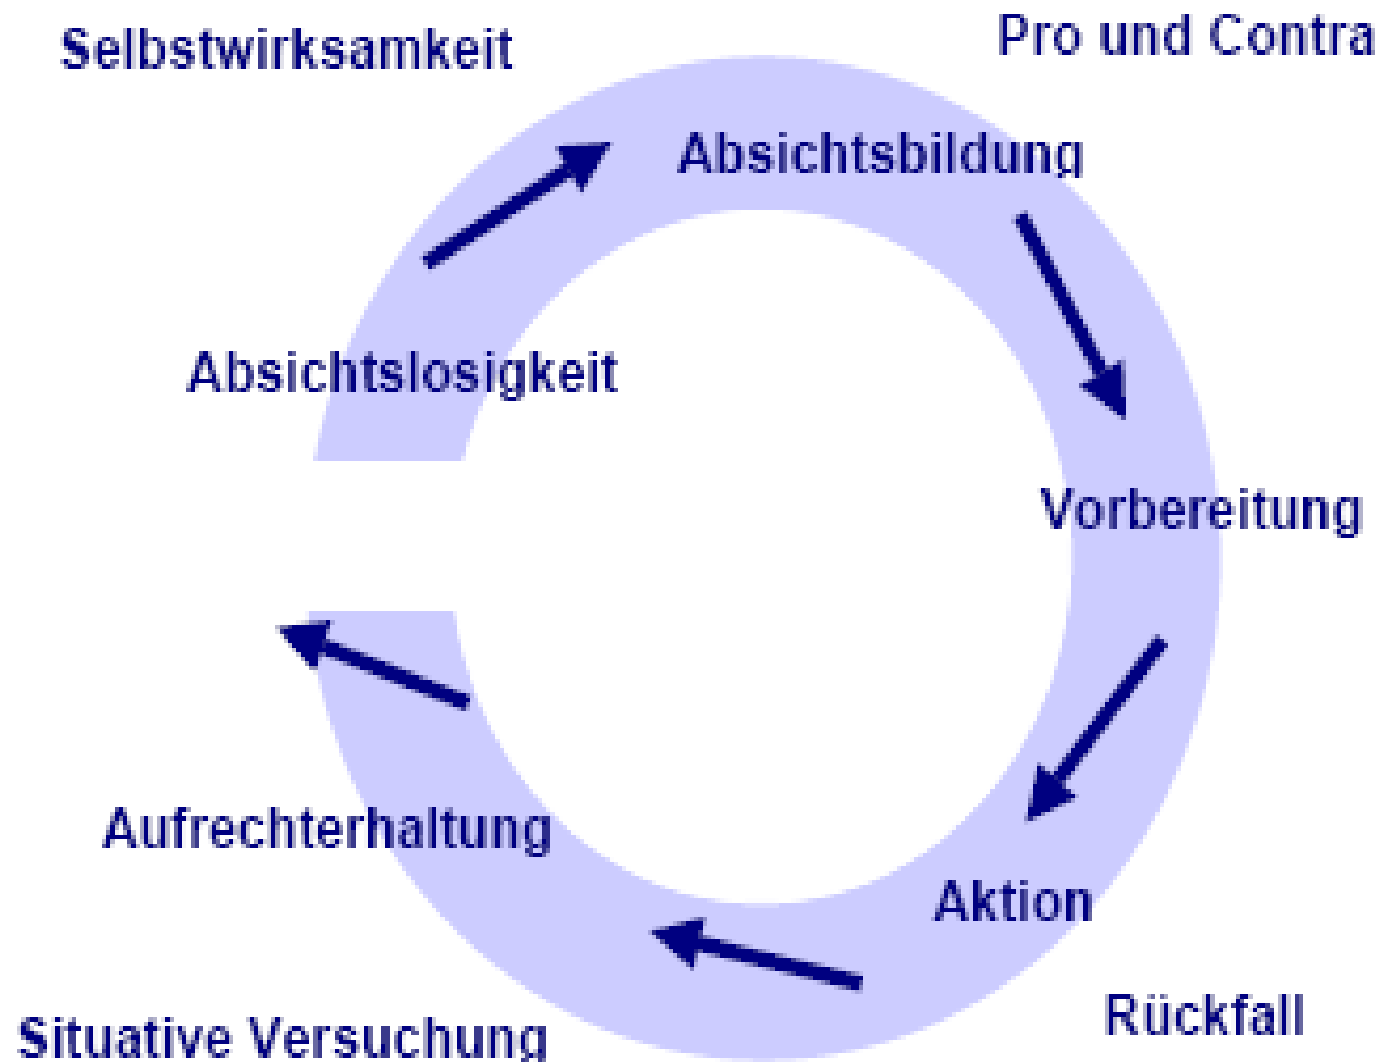 Selbstwirksamkeit
Pro und Contra
Absichtsbildung
Absichtslosigkeit
Vorbereitung
Aufrechterhaltung
Aktion
Rückfall
Situative Versuchung